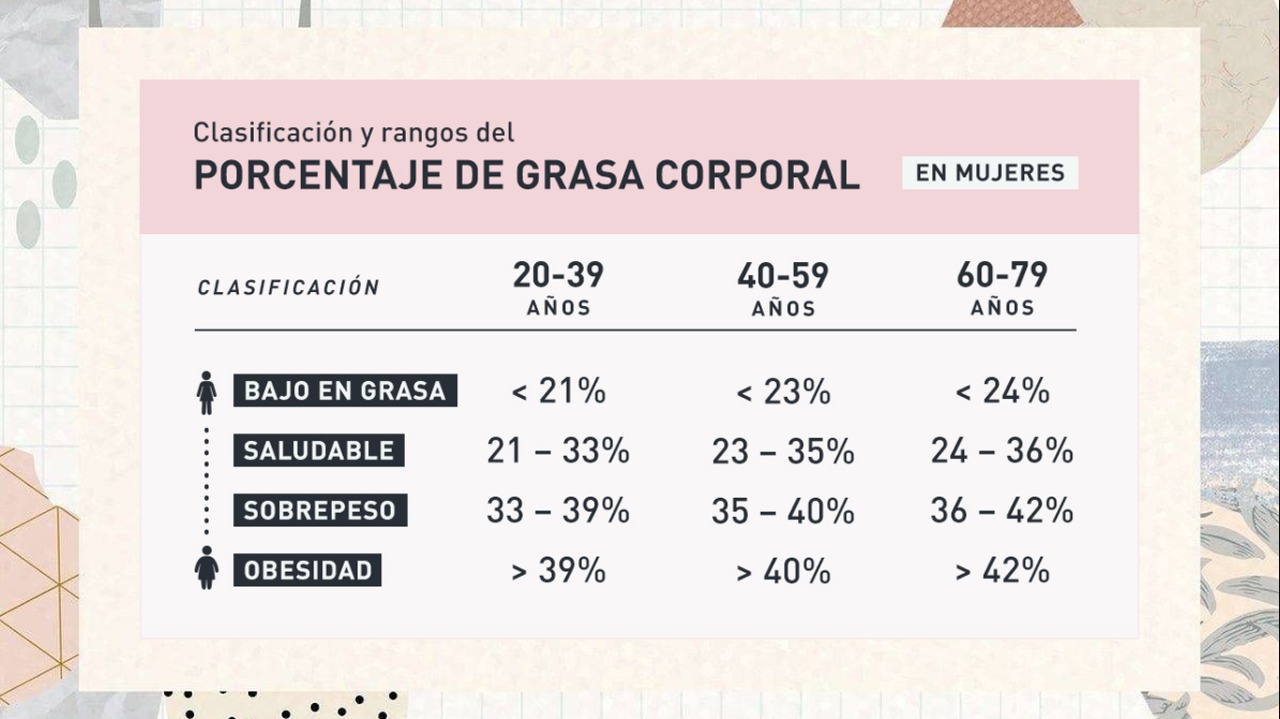 Clasificación y rangos del
PORCENTAJE DE GRASA CORPORAL EN MUJERES
CLASIFICACIÓN 20-39 AÑOS 40-59 AÑOS 60-79 AÑOS
BAJO EN GRASA < 21% < 23% < 24%
SALUDABLE 21 – 33% 23 – 35% 24 – 36%
SOBREPESO 33 – 39% 35 – 40% 36 – 42%
OBESIDAD > 39% > 40% > 42%